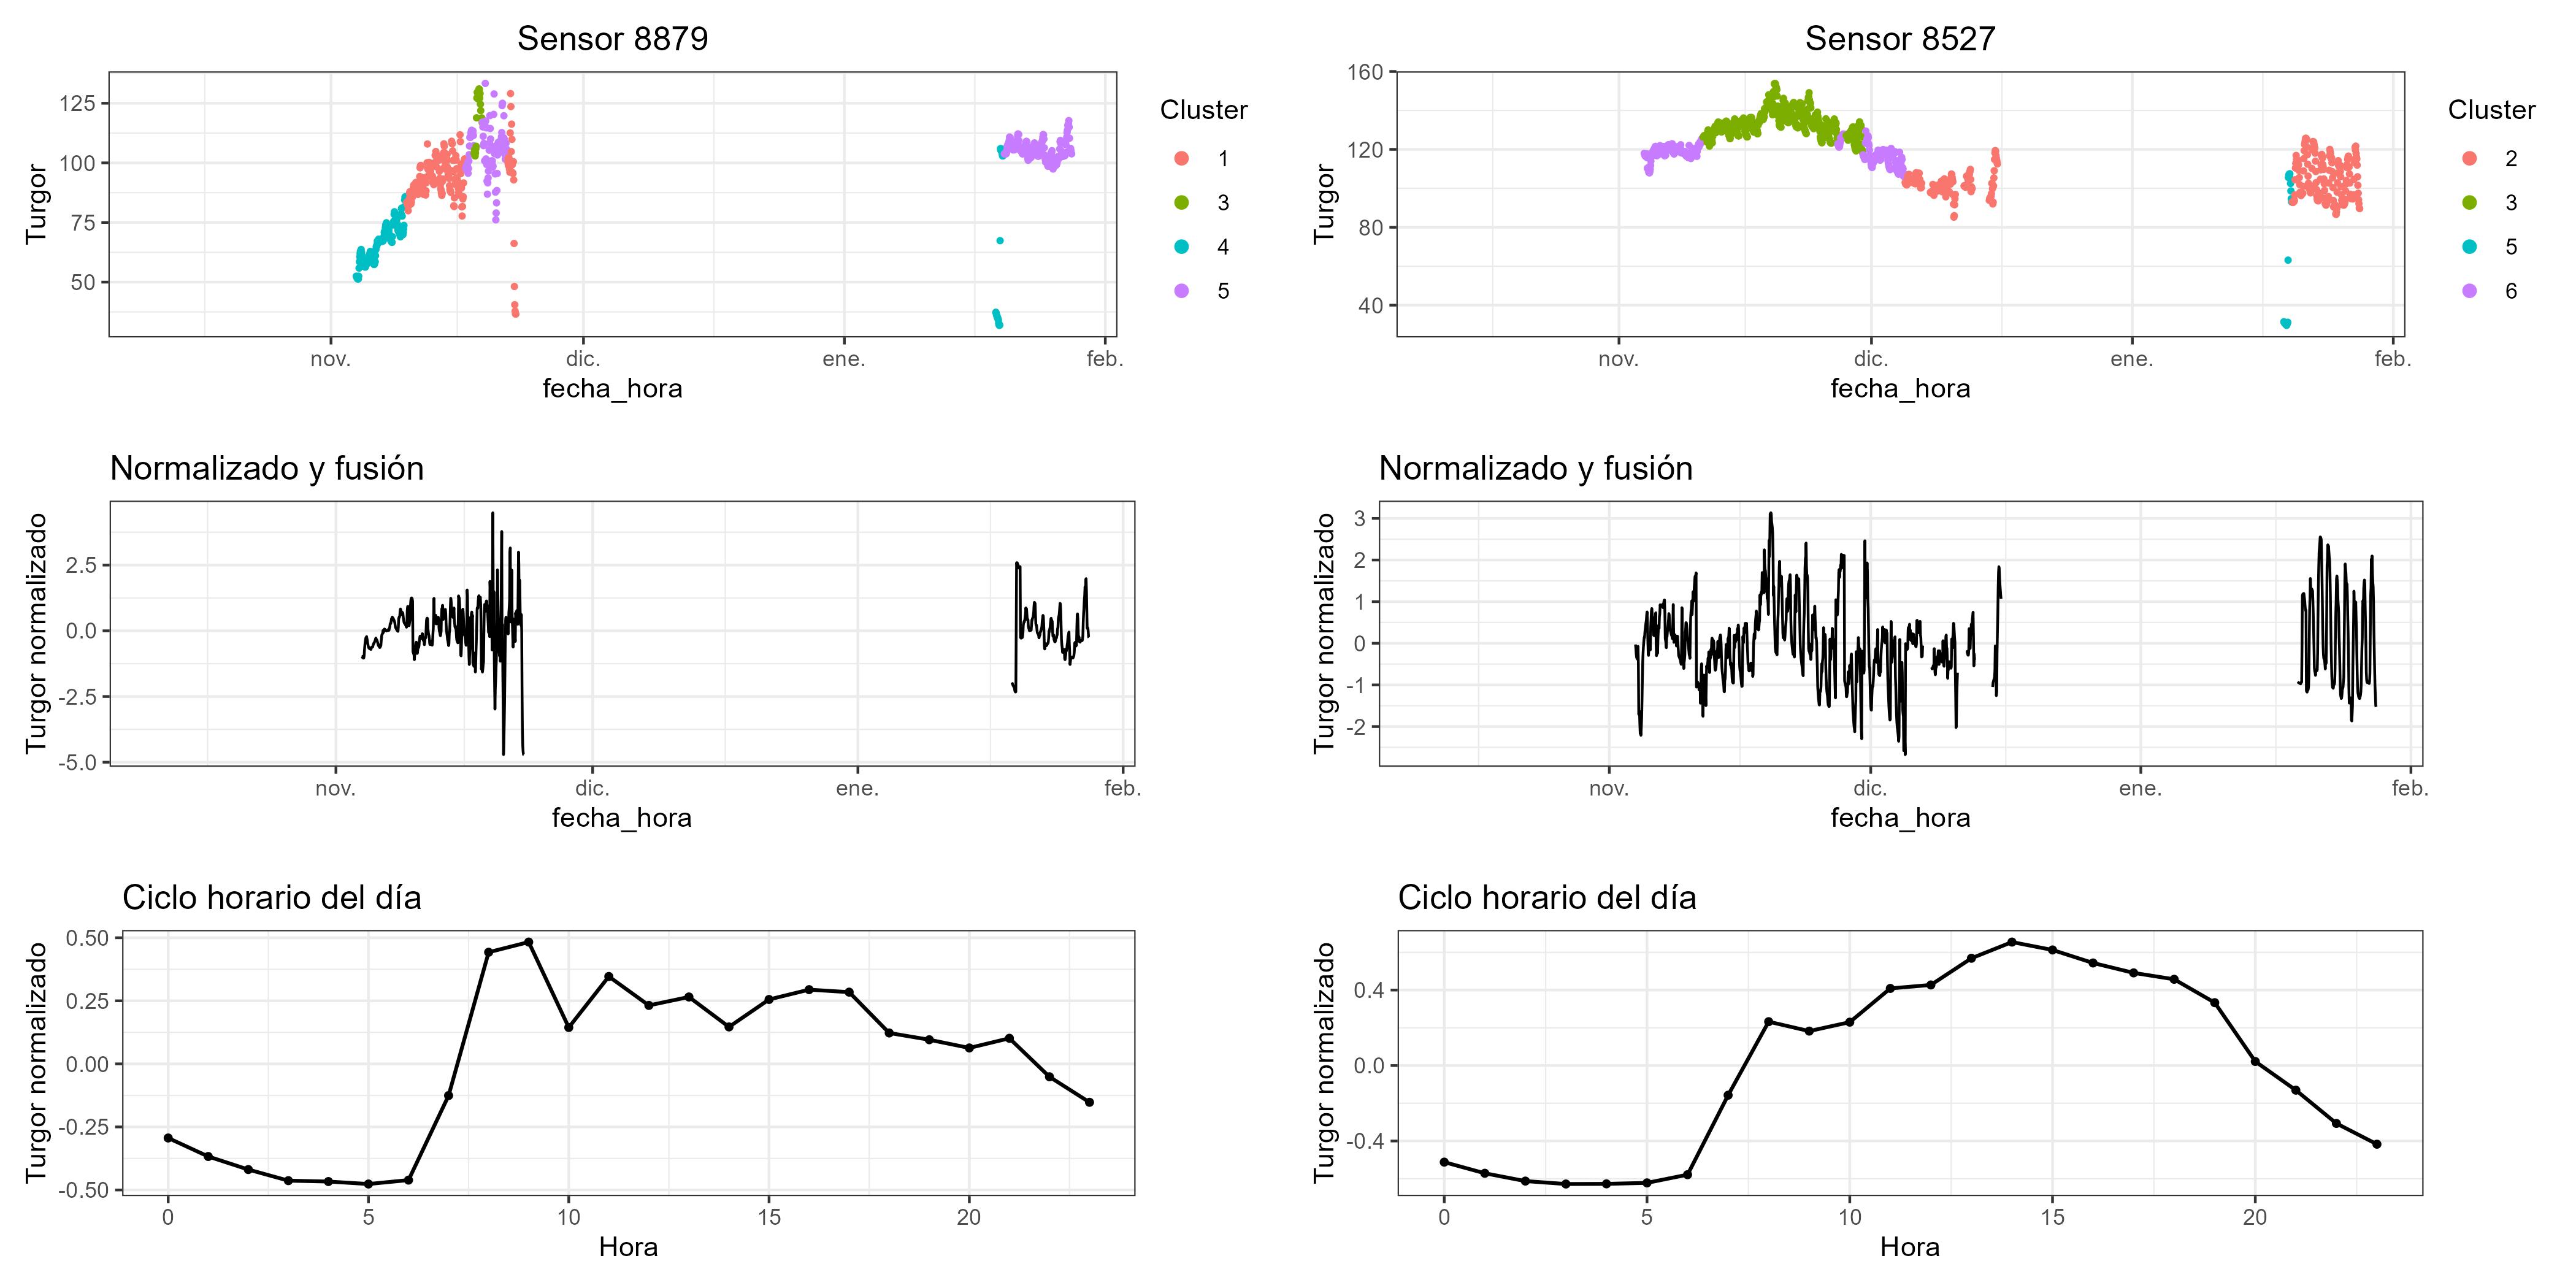 Sensor 8879
Turgor
125
100
75
50
nov.
dic.
ene.
feb.
fecha_hora
Cluster
1
3
4
5
Sensor 8527
Turgor
160
120
80
40
nov.
dic.
ene.
feb.
fecha_hora
Cluster
2
3
5
6
Normalizado y fusión
Turgor normalizado
2.5
0.0
-2.5
-5.0
nov.
dic.
ene.
feb.
fecha_hora
Normalizado y fusión
Turgor normalizado
3
2
1
0
-1
-2
nov.
dic.
ene.
feb.
fecha_hora
Ciclo horario del día
Turgor normalizado
0.50
0.25
0.00
-0.25
-0.50
0
5
10
15
20
Hora
Ciclo horario del día
Turgor normalizado
0.4
0.0
-0.4
0
5
10
15
20
Hora